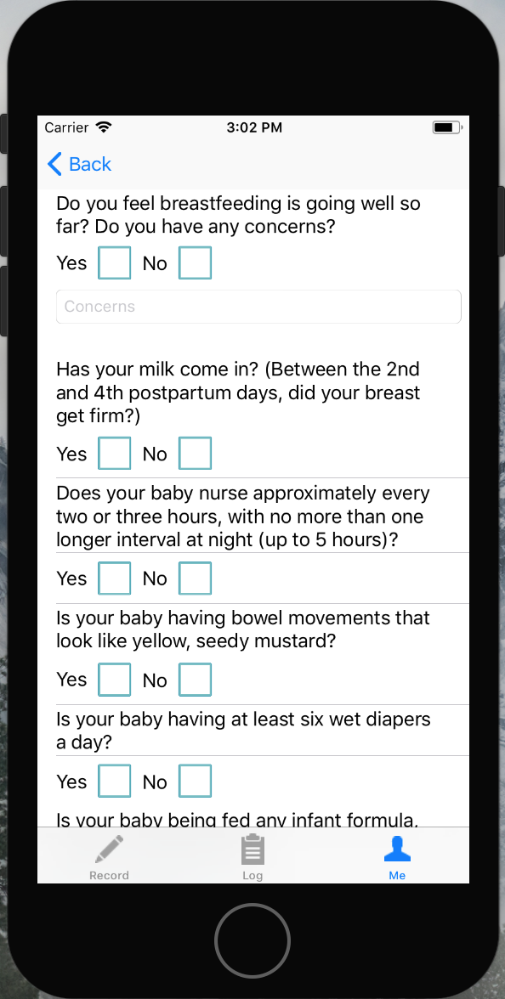 Carrier 3:02 PM
Back
Do you feel breastfeeding is going well so
far? Do you have any concerns?
Yes No
Concerns
Has your milk come in? (Between the 2nd
and 4th postpartum days, did your breast
get firm?)
Yes No
Does your baby nurse approximately every
two or three hours, with no more than one
longer interval at night (up to 5 hours)?
Yes No
Is your baby having bowel movements that
look like yellow, seedy mustard?
Yes No
Is your baby having at least six wet diapers
a day?
Yes No
Is your baby being fed any infant formula,
Record Log Me